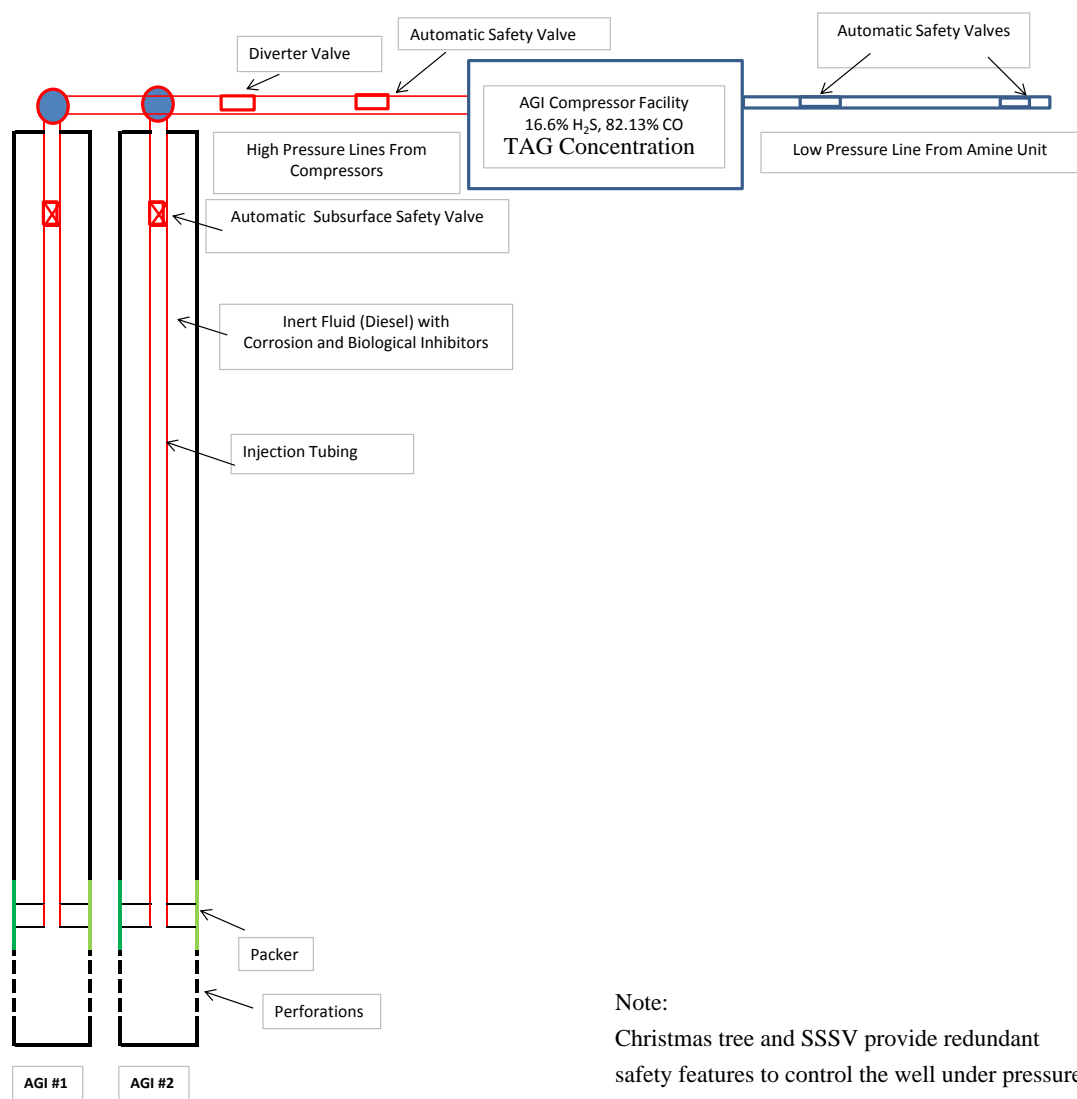 Automatic Safety Valve
Automatic Safety Valves
Diverter Valve
AGI Compressor Facility
16.6% H₂S, 82.13% CO
TAG Concentration
High Pressure Lines From
Compressors
Low Pressure Line From Amine Unit
Automatic Subsurface Safety Valve
Inert Fluid (Diesel) with
Corrosion and Biological Inhibitors
Injection Tubing
Packer
Perforations
Note:
Christmas tree and SSSV provide redundant
safety features to control the well under pressure
AGI #1
AGI #2